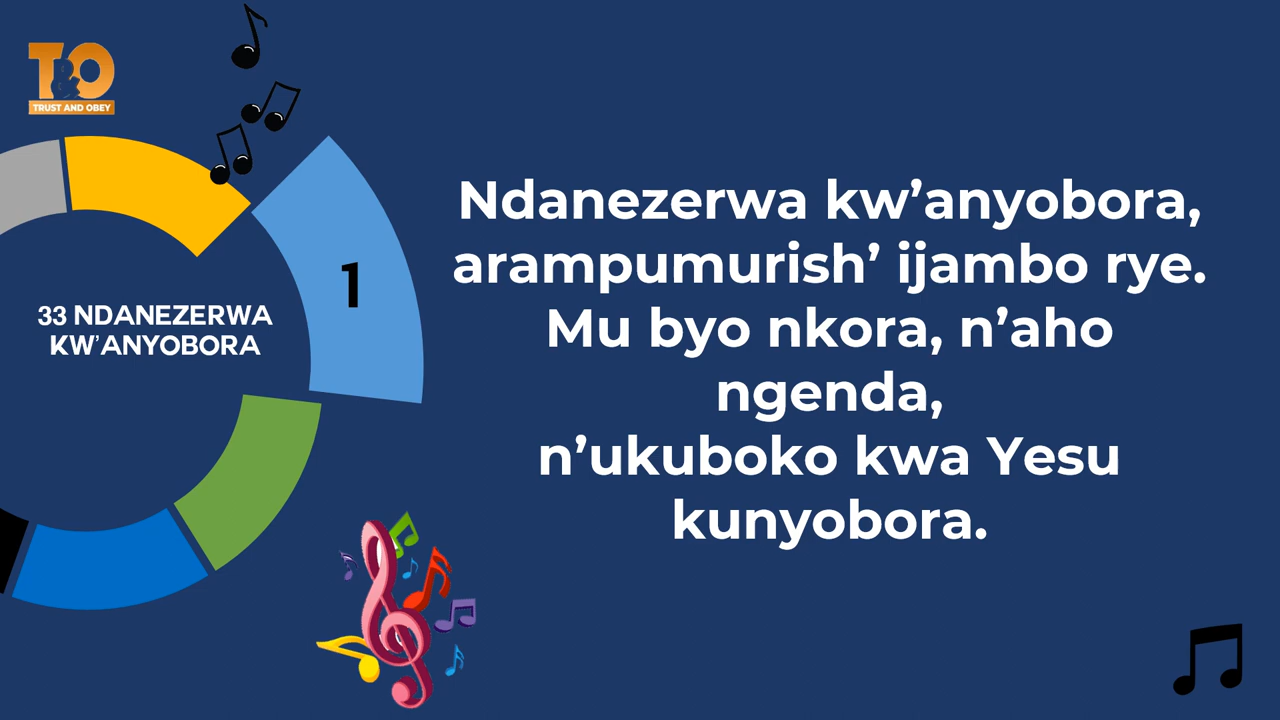 T&O
TRUST AND OBEY
1
33 NDANEZERWA
KW'ANYOBORA
Ndanezerwa kw’anyobora,
arampumurish’ ijambo rye.
Mu byo nkora, n’aho
ngenda,
n’ukuboko kwa Yesu
kunyobora.